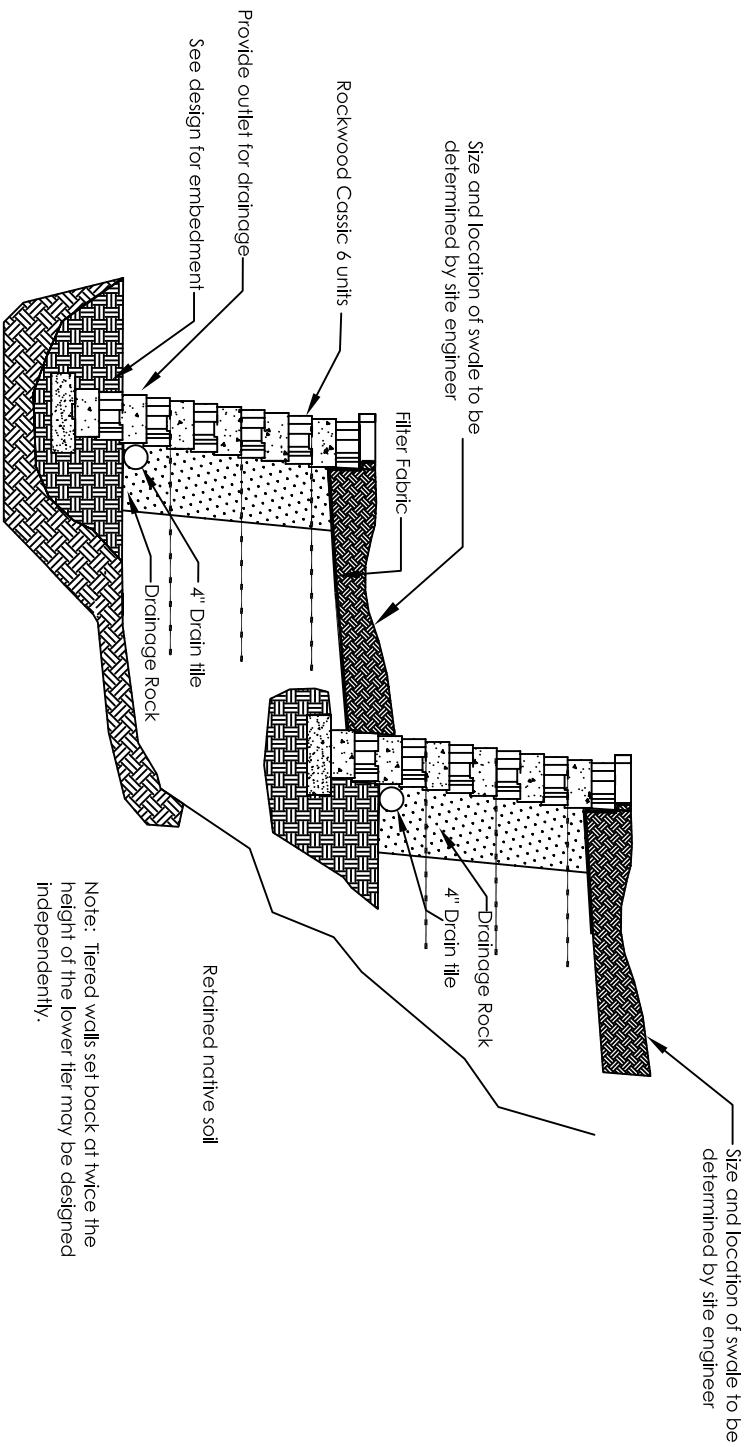 Size and location of swale to be
determined by site engineer
Size and location of swale to be
determined by site engineer
Filter Fabric
Rockwood Cassic 6 units
Provide outlet for drainage
See design for embedment
4" Drain tile
Drainage Rock
Drainage Rock
4" Drain tile
Retained native soil
Note: Tiered walls set back at twice the
height of the lower tier may be designed
independently.